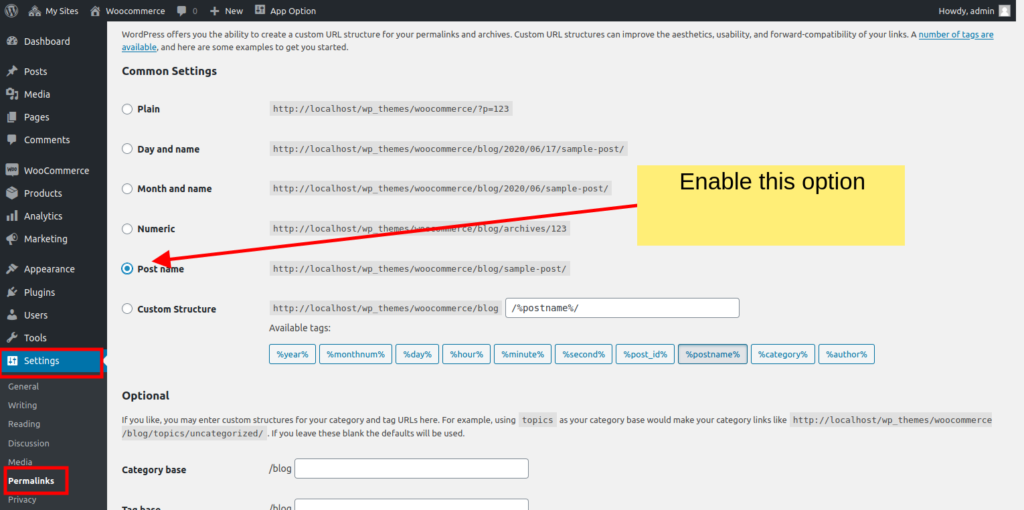 My Sites
Woocommerce
0
New
App Option
Howdy, admin
Dashboard
Posts
Media
Pages
Comments
WooCommerce
Products
Analytics
Marketing
Appearance
Plugins
Users
Tools
Settings
General
Writing
Reading
Discussion
Media
Permalinks
Privacy
WordPress offers you the ability to create a custom URL structure for your permalinks and archives. Custom URL structures can improve the aesthetics, usability, and forward-compatibility of your links. A number of tags are
available, and here are some examples to get you started.
Common Settings
Plain http://localhost/wp_themes/woocommerce/?p=123
Day and name http://localhost/wp_themes/woocommerce/blog/2020/06/17/sample-post/
Month and name http://localhost/wp_themes/woocommerce/blog/2020/06/sample-post/
Enable this option
Numeric http://localhost/wp_themes/woocommerce/blog/archives/123
Post name http://localhost/wp_themes/woocommerce/blog/sample-post/
Custom Structure http://localhost/wp_themes/woocommerce/blog /%postname%/
Available tags:
%year% %monthnum% %day% %hour% %minute% %second% %post_id% %postname% %category% %author%
Optional
If you like, you may enter custom structures for your category and tag URLs here. For example, using topics as your category base would make your category links like http://localhost/wp_themes/woocommerce
/blog/topics/uncategorized/ . If you leave these blank the defaults will be used.
Category base /blog
Tag base /blog